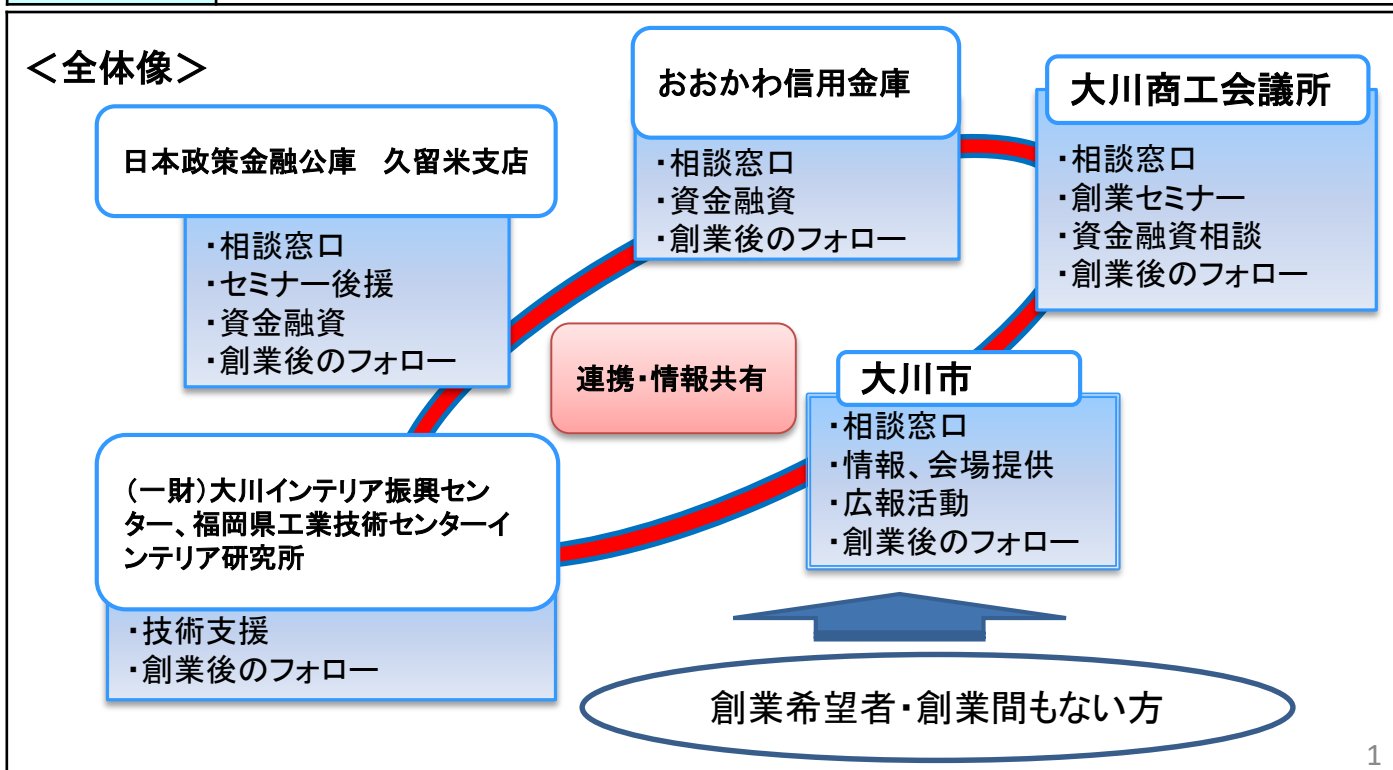 ＜全体像＞
日本政策金融公庫　久留米支店
・相談窓口
・セミナー後援
・資金融資
・創業後のフォロー
おおかわ信用金庫
・相談窓口
・資金融資
・創業後のフォロー
大川商工会議所
・相談窓口
・創業セミナー
・資金融資相談
・創業後のフォロー
連携・情報共有
大川市
・相談窓口
・情報、会場提供
・広報活動
・創業後のフォロー
（一財）大川インテリア振興セン
ター、福岡県工業技術センターイ
ンテリア研究所
・技術支援
・創業後のフォロー
創業希望者・創業間もない方
1